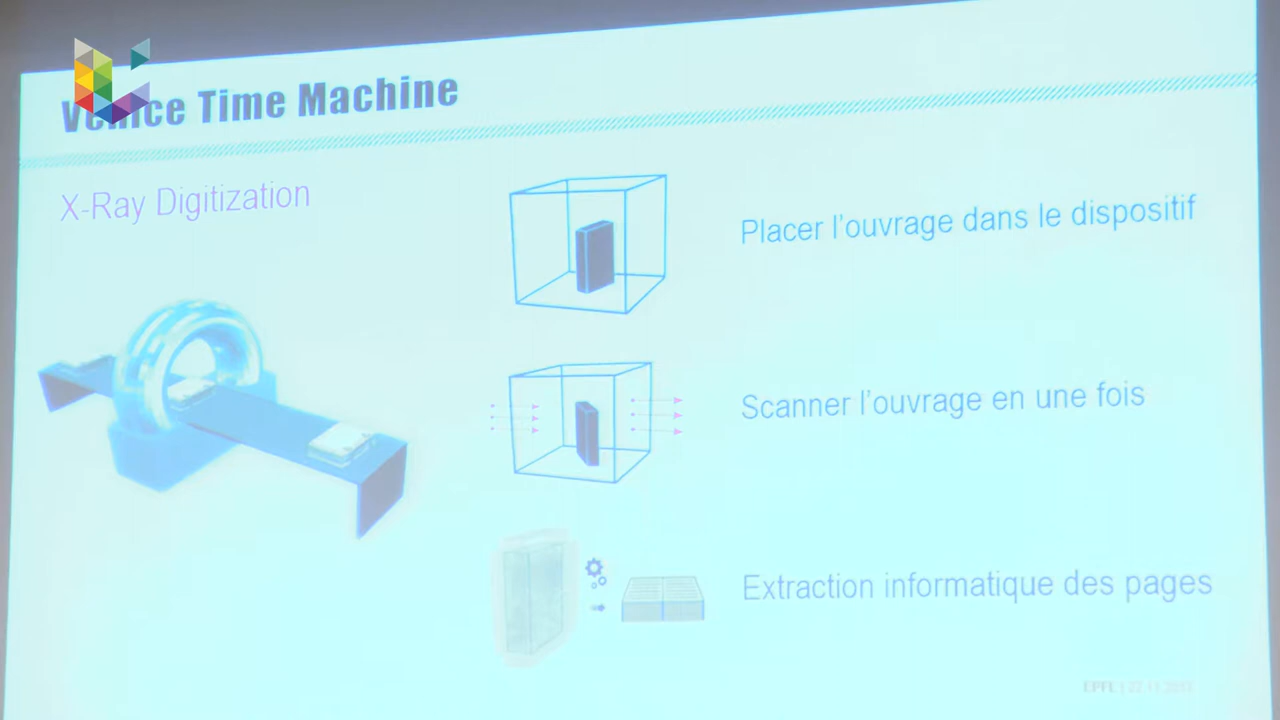 Venice Time Machine
X-Ray Digitization
Placer l'ouvrage dans le dispositif
Scanner l'ouvrage en une fois
Extraction informatique des pages
EPFL